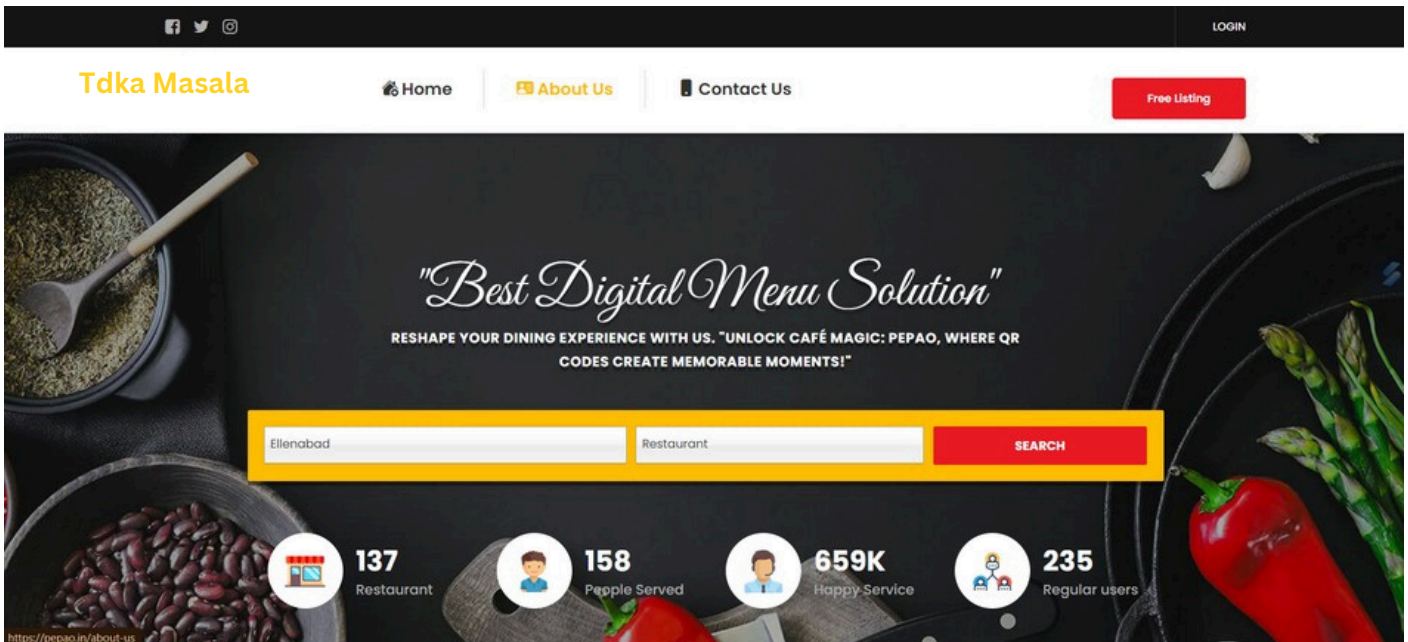 LOGIN
Tdka Masala
Home
About Us
Contact Us
Free Listing
"Best Digital Menu Solution"
RESHAPE YOUR DINING EXPERIENCE WITH US. "UNLOCK CAFÉ MAGIC: PEPAO, WHERE QR
CODES CREATE MEMORABLE MOMENTS!"
Ellenabad
Restaurant
SEARCH
137
Restaurant
158
People Served
659K
Happy Service
235
Regular users
https://pepao.in/about-us